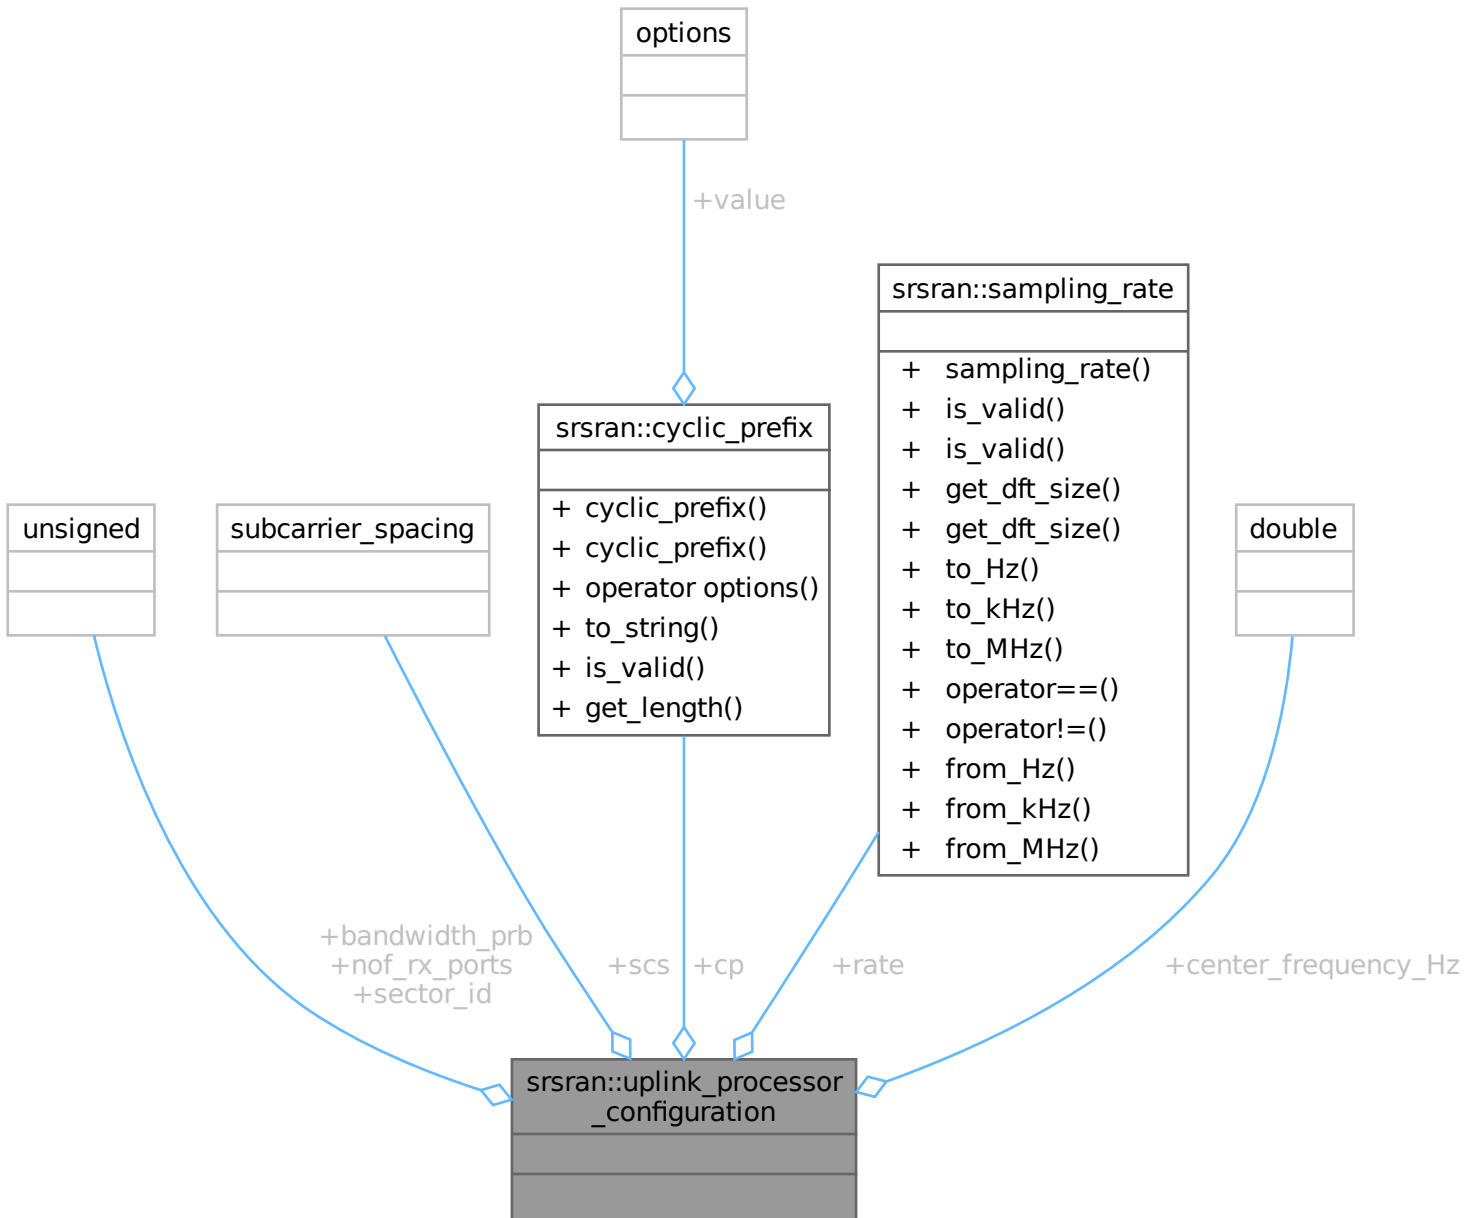 options
+value
srsran::sampling_rate
+ sampling_rate()
+ is_valid()
+ is_valid()
+ get_dft_size()
+ get_dft_size()
+ to_Hz()
+ to_kHz()
+ to_MHz()
+ operator==()
+ operator!=()
+ from_Hz()
+ from_kHz()
+ from_MHz()
srsran::cyclic_prefix
+ cyclic_prefix()
+ cyclic_prefix()
+ operator options()
+ to_string()
+ is_valid()
+ get_length()
unsigned
subcarrier_spacing
double
+bandwidth_prb
+nof_rx_ports
+sector_id
+scs
+cp
+rate
+center_frequency_Hz
srsran::uplink_processor
_configuration